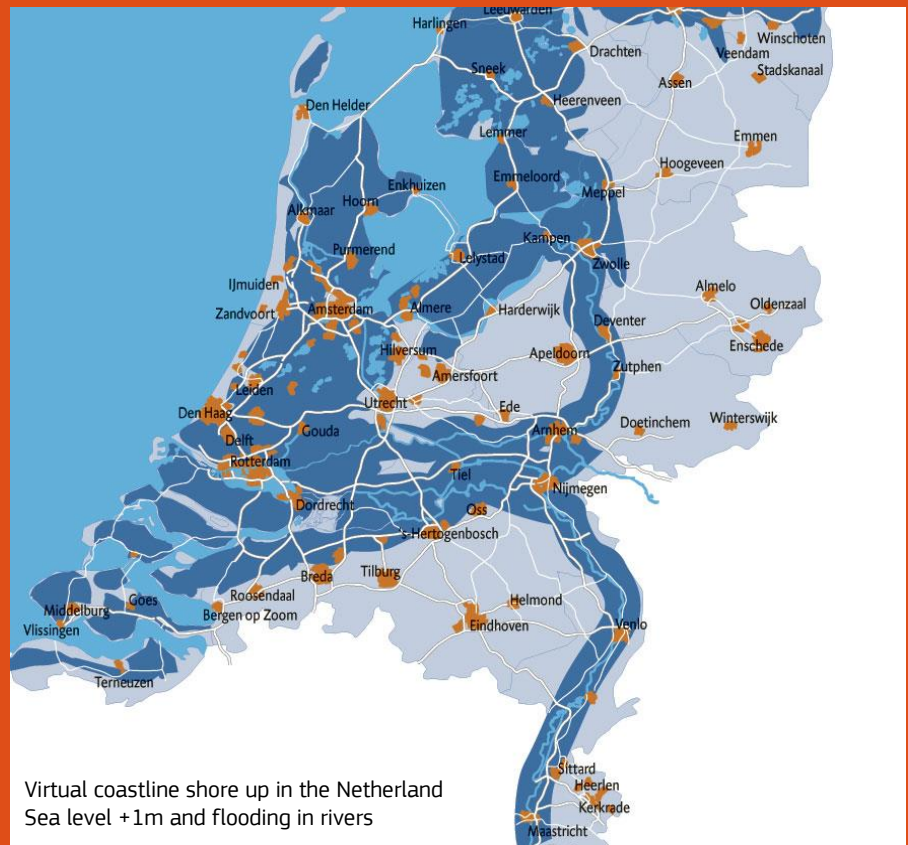 Leeuwarden
Harlingen
Winschoten
Veendam
Drachten
Stadskanaal
Sneek
Assen
Heerenveen
Den Helder
Lemmer
Emmen
Hoogeveen
Emmeloord
Enkhuizen
Meppel
Hoorn
Alkmaar
Kampen
Purmerend
Lelystad
Zwolle
IJmuiden
Almelo
Zandvoort
Amsterdam
Almere
Harderwijk
Oldenzaal
Deventer
Enschede
Hilversum
Apeldoorn
Zutphen
Amersfoort
Leiden
Utrecht
Ede
Den Haag
Doetinchem
Winterswijk
Gouda
Arnhem
Delft
Rotterdam
Tiel
Nijmegen
Dordrecht
Oss
's-Hertogenbosch
Breda
Tilburg
Roosendaal
Helmond
Goes
Middelburg
Bergen op Zoom
Eindhoven
Venlo
Vlissingen
Terneuzen
Sittard
Heerlen
Kerkrade
Maastricht
Virtual coastline shore up in the Netherland
Sea level +1m and flooding in rivers